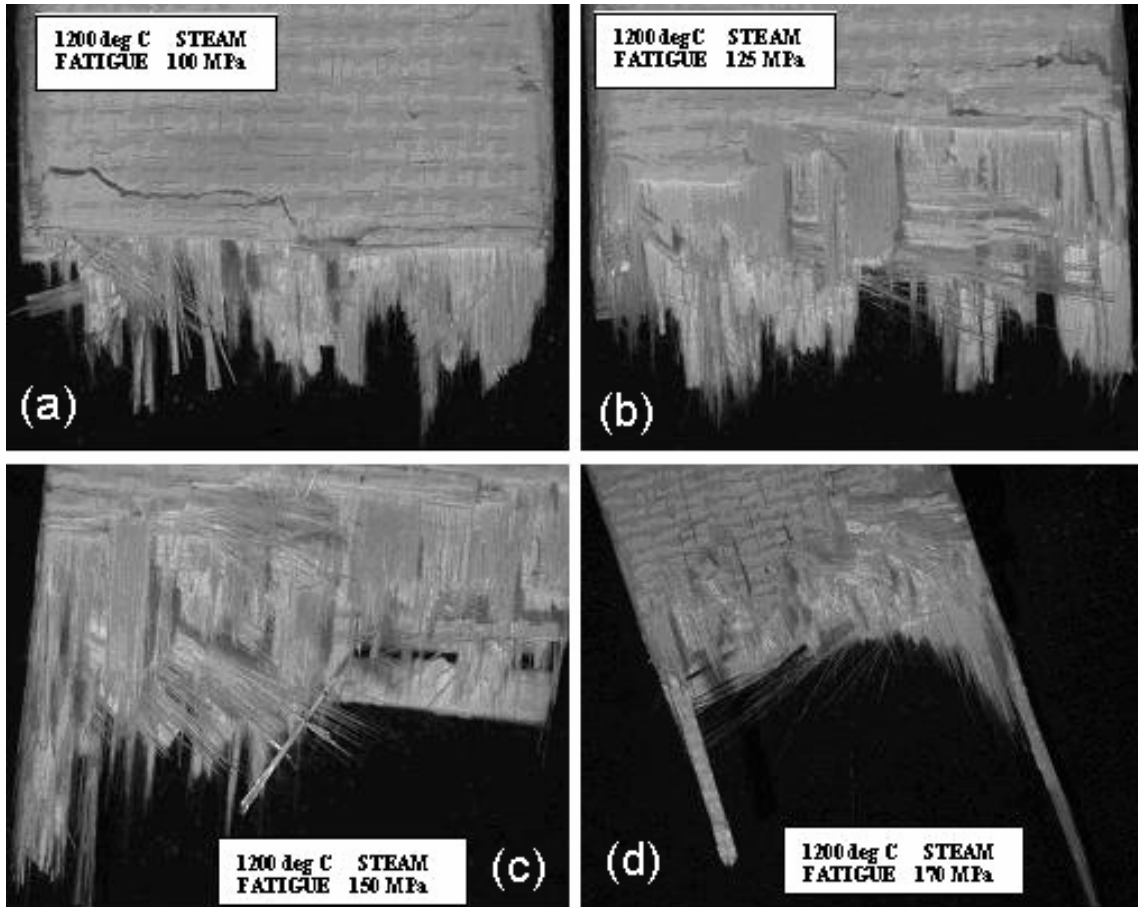 1200 deg C STEAM
FATIGUE 100 MPa
(a)
1200 deg C STEAM
FATIGUE 125 MPa
(b)
1200 deg C STEAM
FATIGUE 150 MPa
(c)
1200 deg C STEAM
FATIGUE 170 MPa
(d)